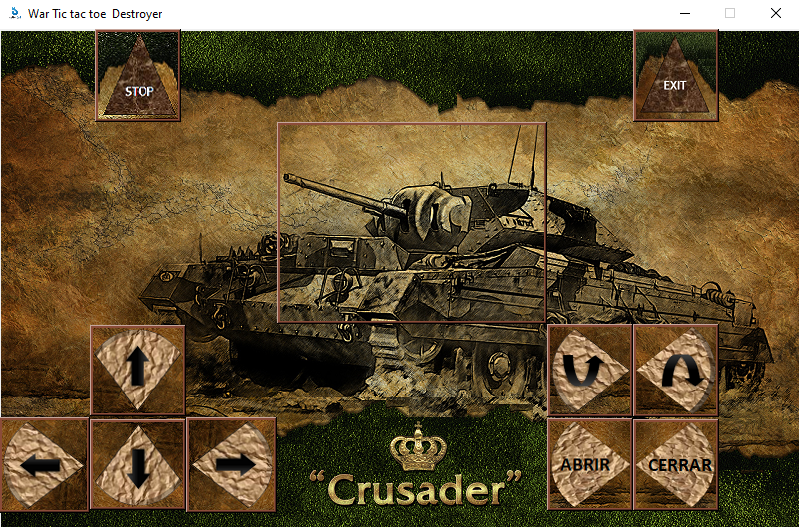 War Tic tac toe Destroyer
STOP
EXIT
ABRIR
CERRAR
“Crusader”